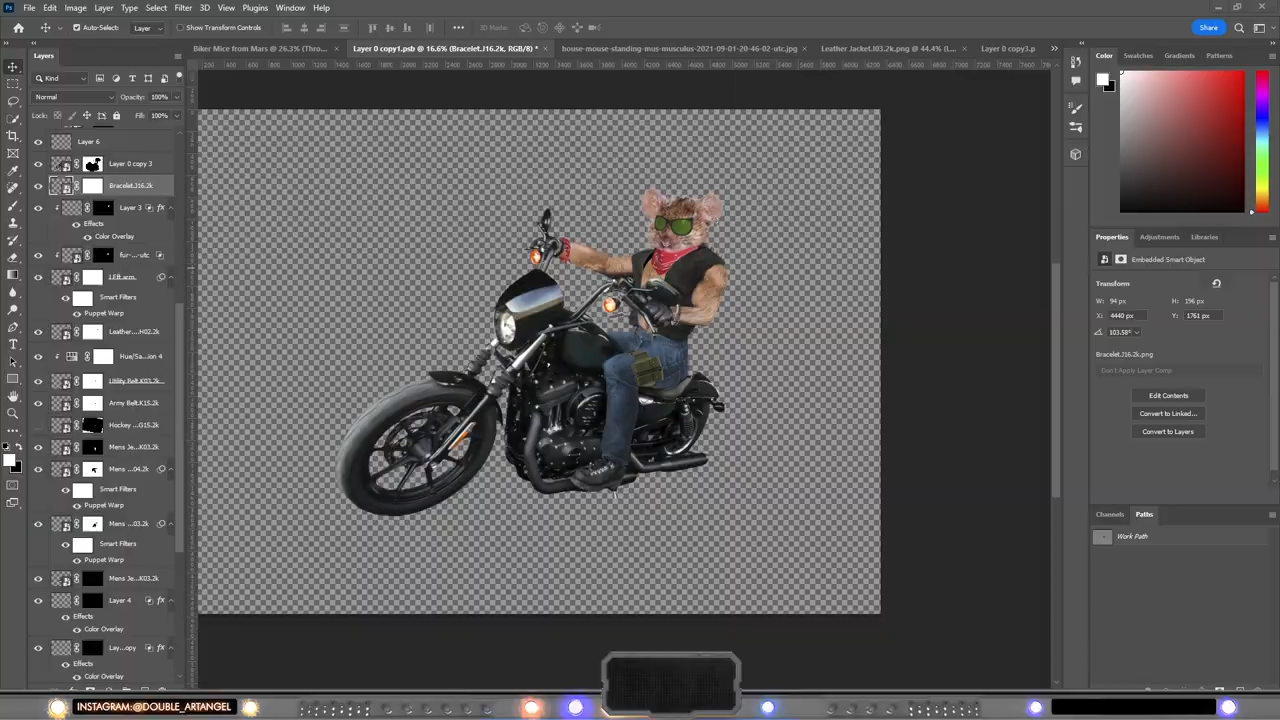 File Edit Image Layer Type Select Filter 3D View Plugins Window Help
Auto-Select: Layer Show Transform Controls 3D Mode: Share
Layers
Biker Mice from Mars @ 26.3% (Thro... × Layer 0 copy1.psb @ 16.6% (Bracelet.J16.2k, RGB/8) * × house-mouse-standing-mus-musculus-2021-09-01-20-46-02-utc.jpg × Leather Jacket.I03.2k.png @ 44.4% (L... × Layer 0 copy3.p
Kind
Normal Opacity: 100%
Lock: Fill: 100%
Layer 6
Layer 0 copy 3
Bracelet.J16.2k
Layer 3 fx
Effects
Color Overlay
fur-...-utc
Left arm
Smart Filters
Puppet Warp
Leather...H02.2k
Hue/Sa...ion 4
Utility Belt.K03.2k
Army Belt.K15.2k
Hockey ...G15.2k
Mens Je...K03.2k
Mens ...04.2k
Smart Filters
Puppet Warp
Mens ...03.2k
Smart Filters
Puppet Warp
Mens Je...K03.2k
Layer 4 fx
Effects
Color Overlay
Lay...opy fx
Effects
Color Overlay
Color Swatches Gradients Patterns
Properties Adjustments Libraries
Embedded Smart Object
Transform
W: 94 px H: 196 px
X: 4440 px Y: 1761 px
103.58°
Bracelet.J16.2k.png
Don't Apply Layer Comp
Edit Contents
Convert to Linked...
Convert to Layers
Channels Paths
Work Path
INSTAGRAM:@DOUBLE_ARTANGEL